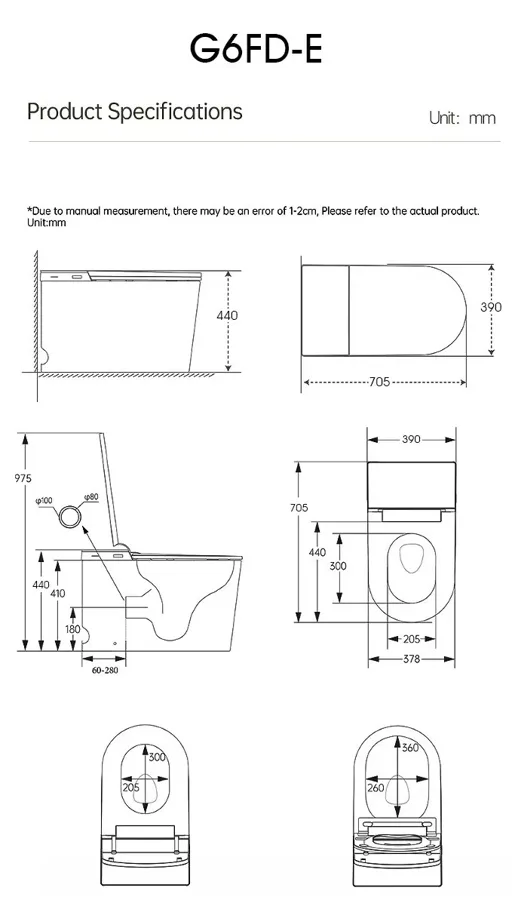 G6FD-E
Product Specifications
Unit: mm
*Due to manual measurement, there may be an error of 1-2cm, Please refer to the actual product.
Unit:mm
440
390
705
975
φ100
φ80
440
410
180
60-280
390
705
440
300
205
378
300
205
360
260